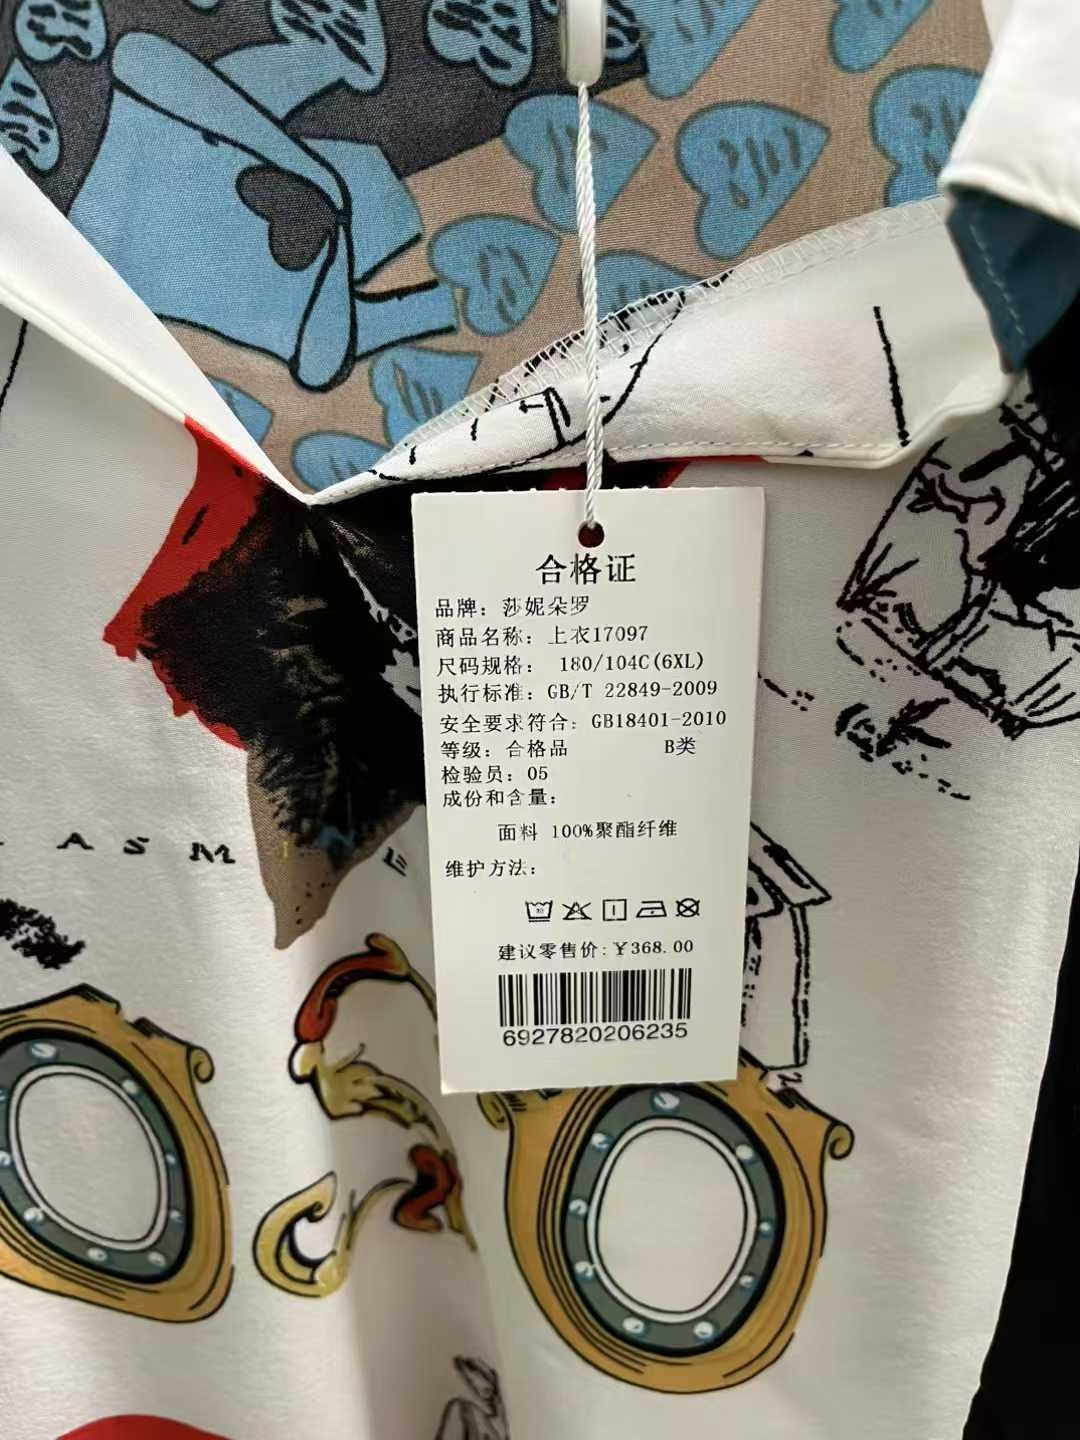 合格证
品牌：莎妮朵罗
商品名称：上衣17097
尺码规格： 180/104C(6XL)
执行标准：GB/T 22849-2009
安全要求符合：GB18401-2010
等级：合格品 B类
检验员：05
成份和含量：
面料 100%聚酯纤维
维护方法：
建议零售价:￥368.00
6927820206235
A S M